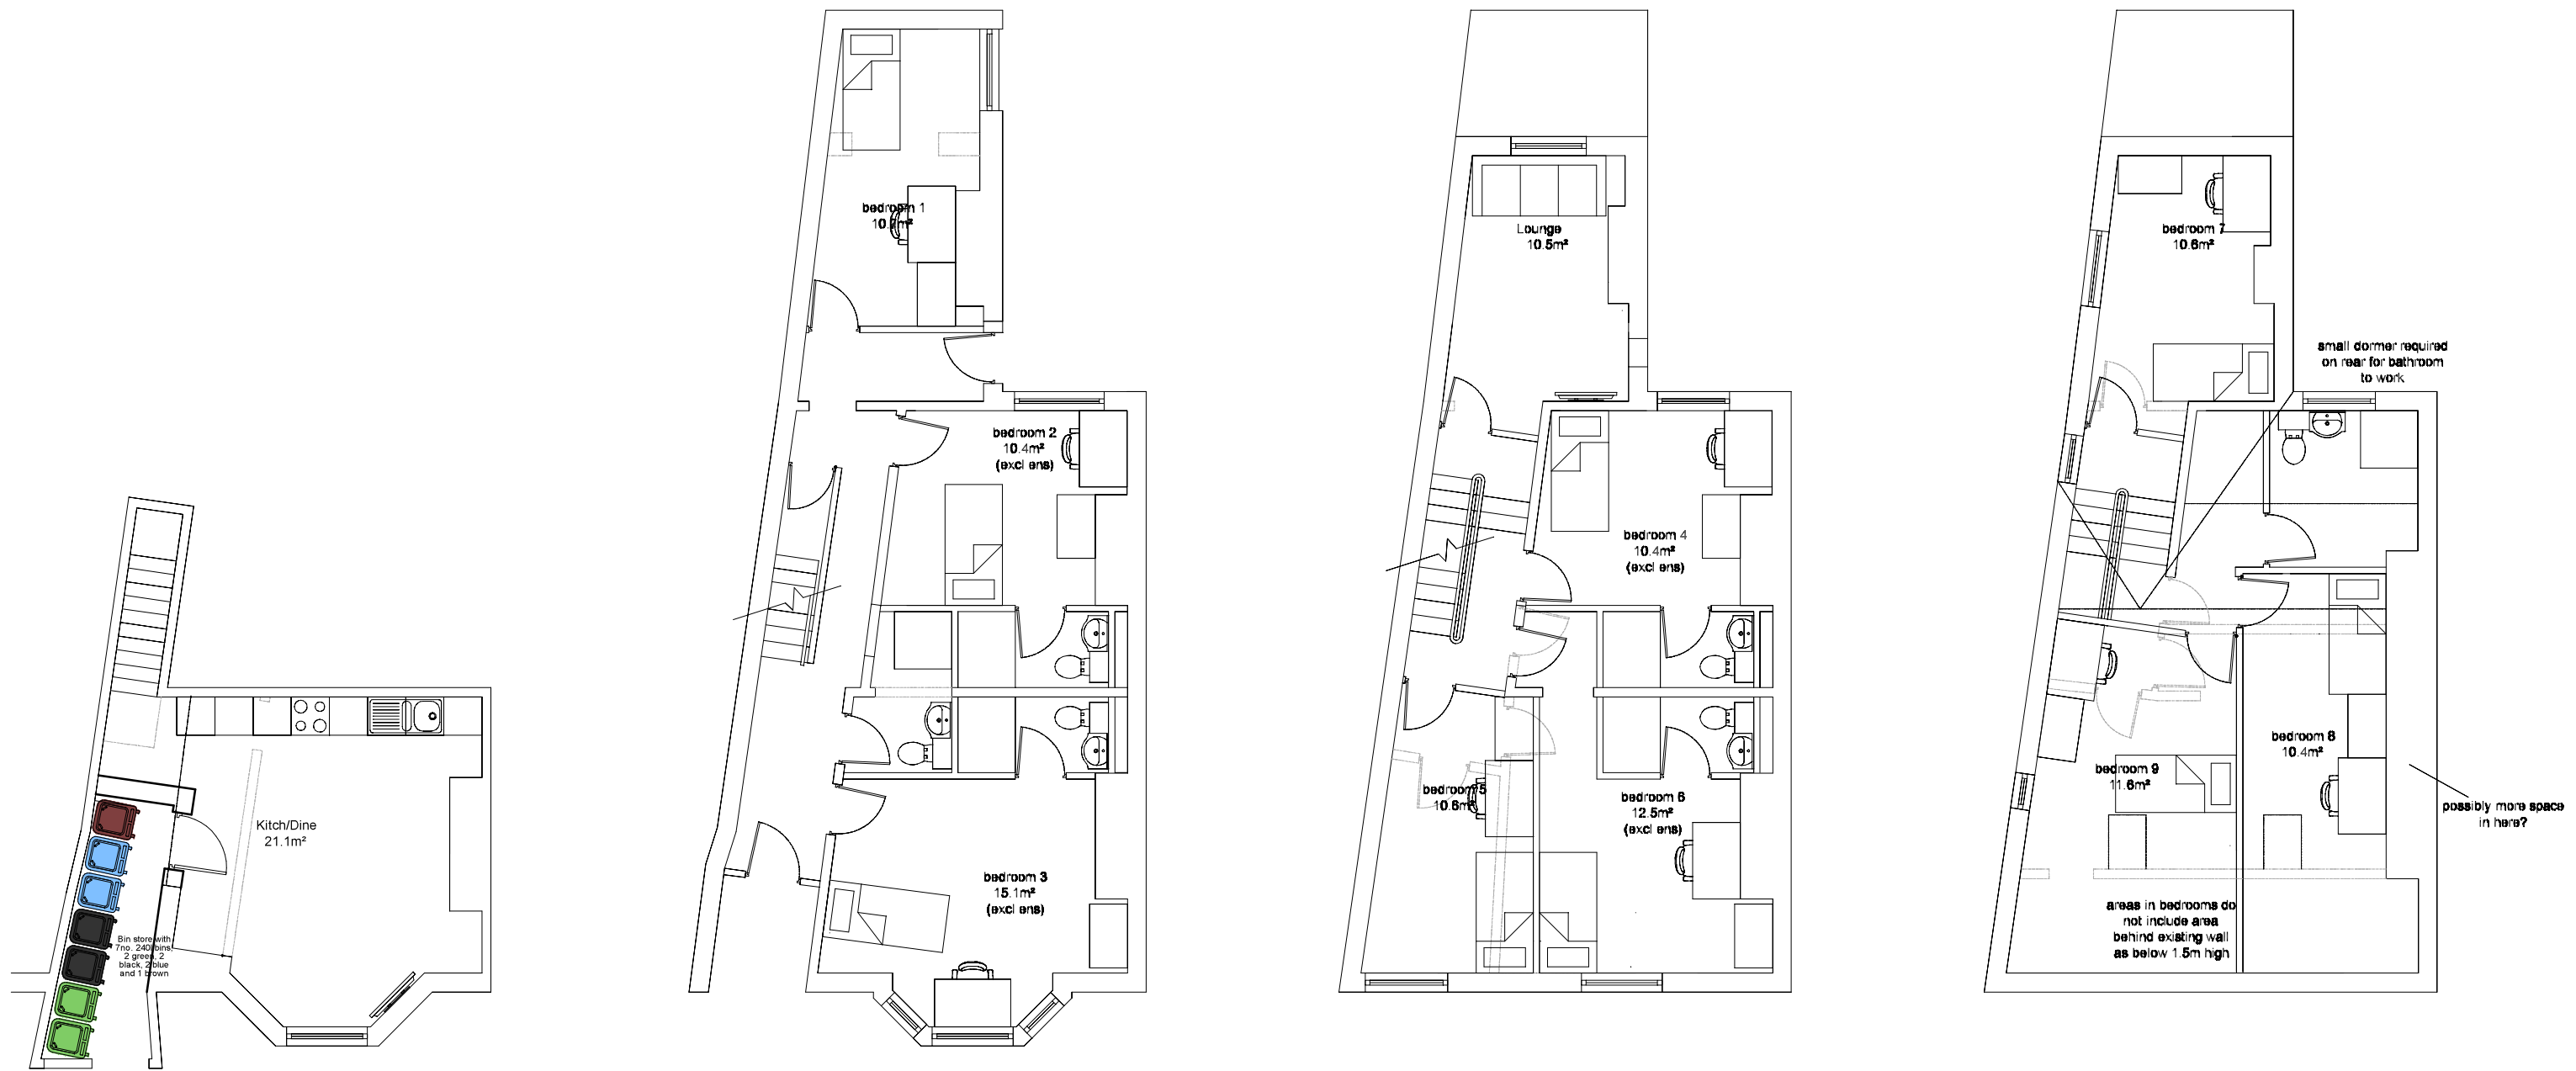 Kitch/Dine
21.1m²
Bin store with
7no. 240l bins.
2 green, 2
black, 2 blue
and 1 brown
bedroom 1
10.7m²
bedroom 2
10.4m²
(excl ens)
bedroom 3
15.1m²
(excl ens)
Lounge
10.5m²
bedroom 4
10.4m²
(excl ens)
bedroom 5
10.6m²
bedroom 6
12.5m²
(excl ens)
bedroom 7
10.6m²
small dormer required
on rear for bathroom
to work
bedroom 8
10.4m²
bedroom 9
11.6m²
possibly more space
in here?
areas in bedrooms do
not include area
behind existing wall
as below 1.5m high